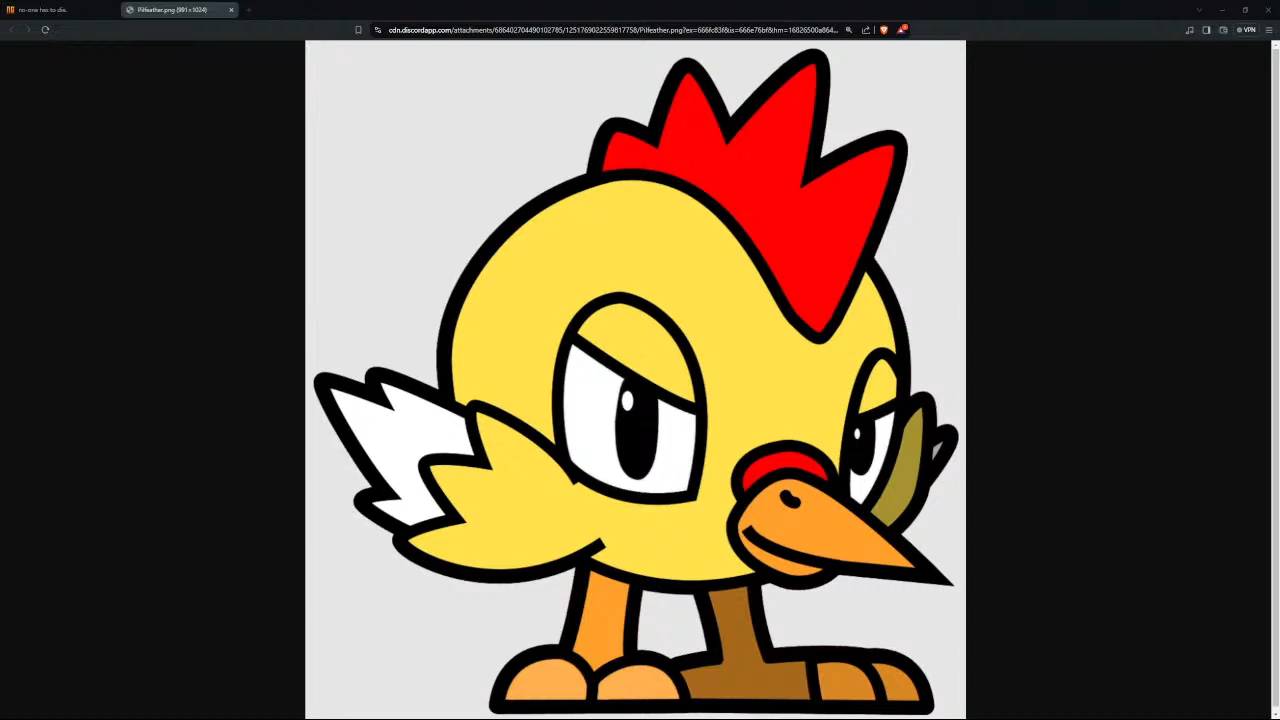 no-one has to die.
Pilfeather.png (991×1024)
cdn.discordapp.com/attachments/686402704490102785/1251769022559817758/Pilfeather.png?ex=666fc83f&is=666e76bf&hm=16826500a864...
VPN